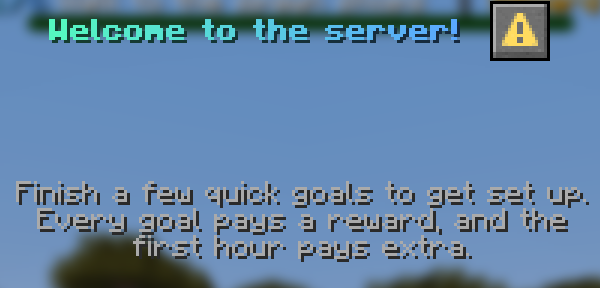 Welcome to the server!
Finish a few quick goals to get set up.
Every goal pays a reward, and the
first hour pays extra.